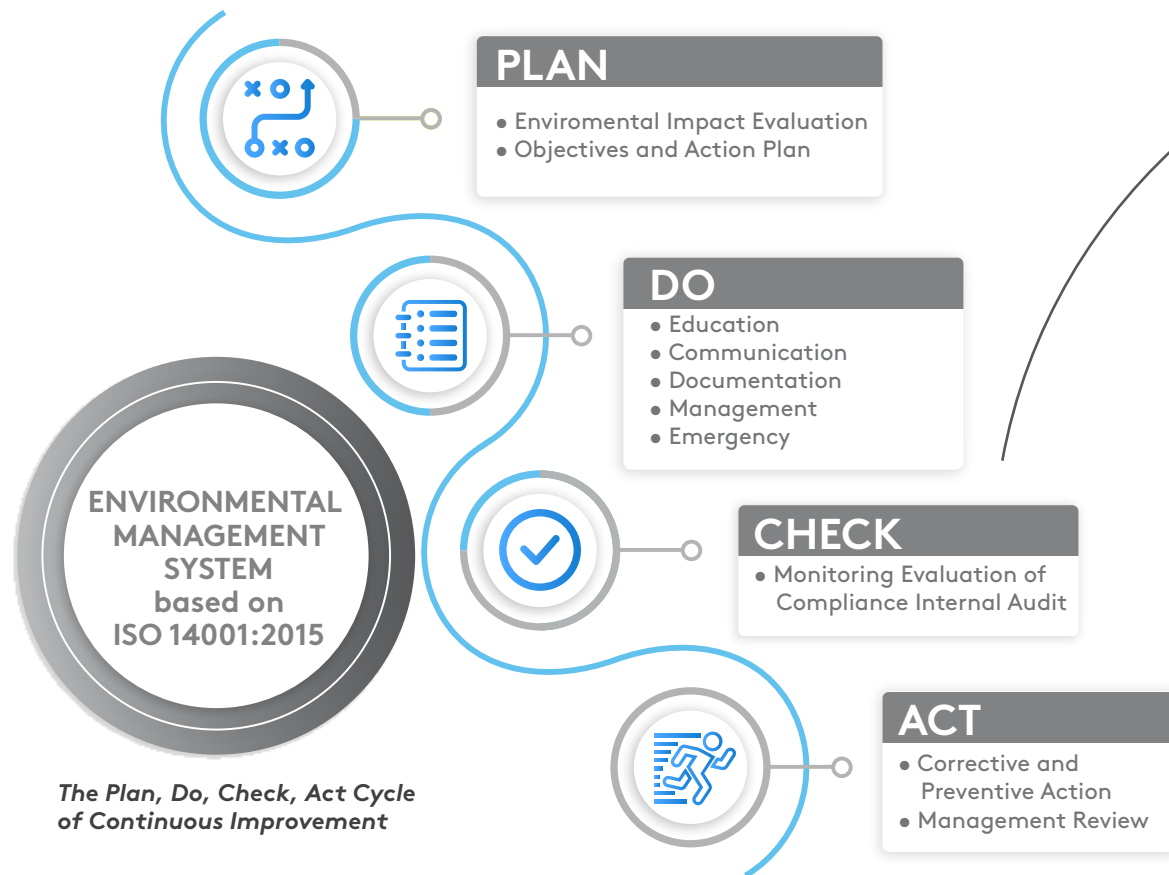 PLAN
• Enviromental Impact Evaluation
• Objectives and Action Plan
DO
• Education
• Communication
• Documentation
• Management
• Emergency
ENVIRONMENTAL
MANAGEMENT
SYSTEM
based on
ISO 14001:2015
CHECK
• Monitoring Evaluation of
Compliance Internal Audit
ACT
• Corrective and
Preventive Action
• Management Review
The Plan, Do, Check, Act Cycle
of Continuous Improvement